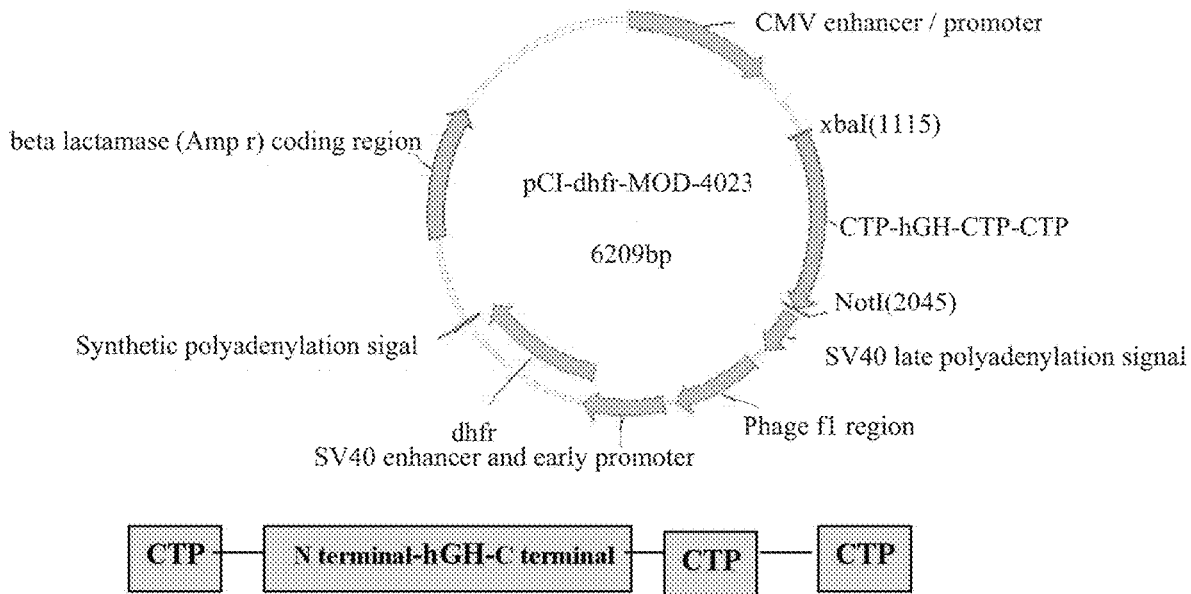 CMV enhancer / promoter
xbaI(1115)
beta lactamase (Amp r) coding region
pCI-dhfr-MOD-4023
CTP-hGH-CTP-CTP
6209bp
NotI(2045)
Synthetic polyadenylation sigal
SV40 late polyadenylation signal
Phage f1 region
dhfr
SV40 enhancer and early promoter
CTP
N terminal-hGH-C terminal
CTP
CTP